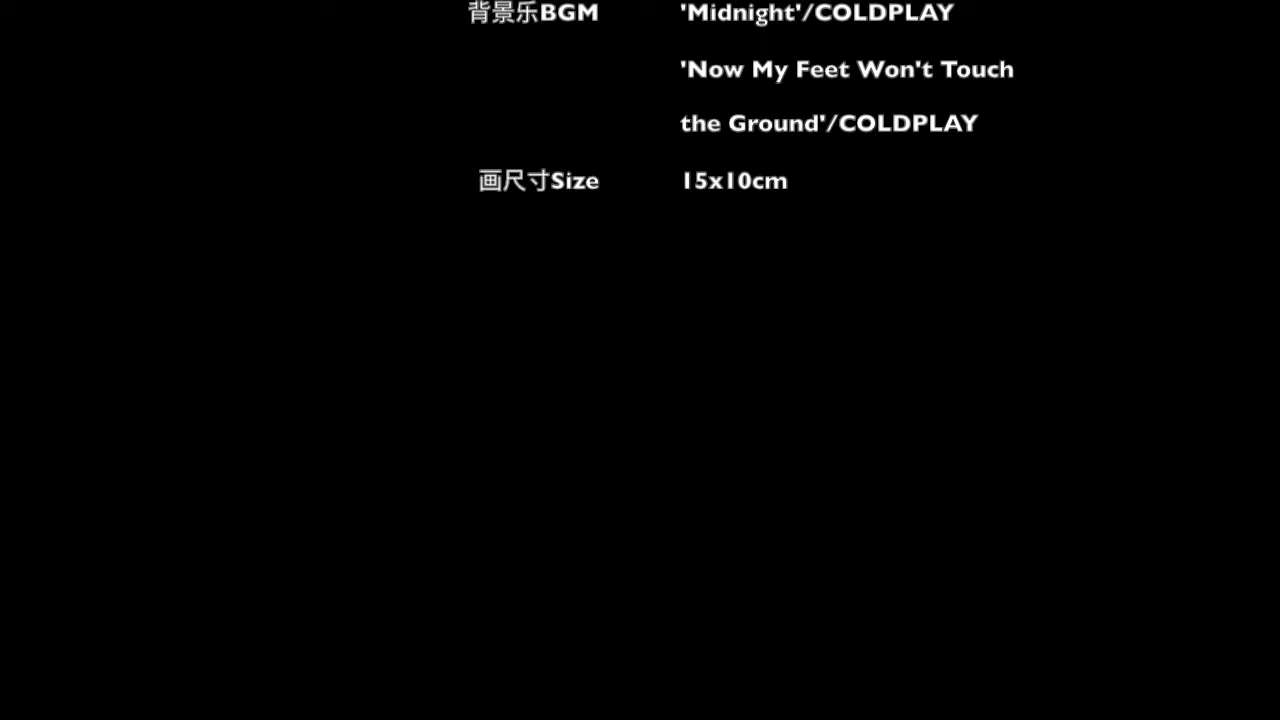 背景乐BGM 'Midnight'/COLDPLAY
'Now My Feet Won't Touch
the Ground'/COLDPLAY
画尺寸Size 15x10cm